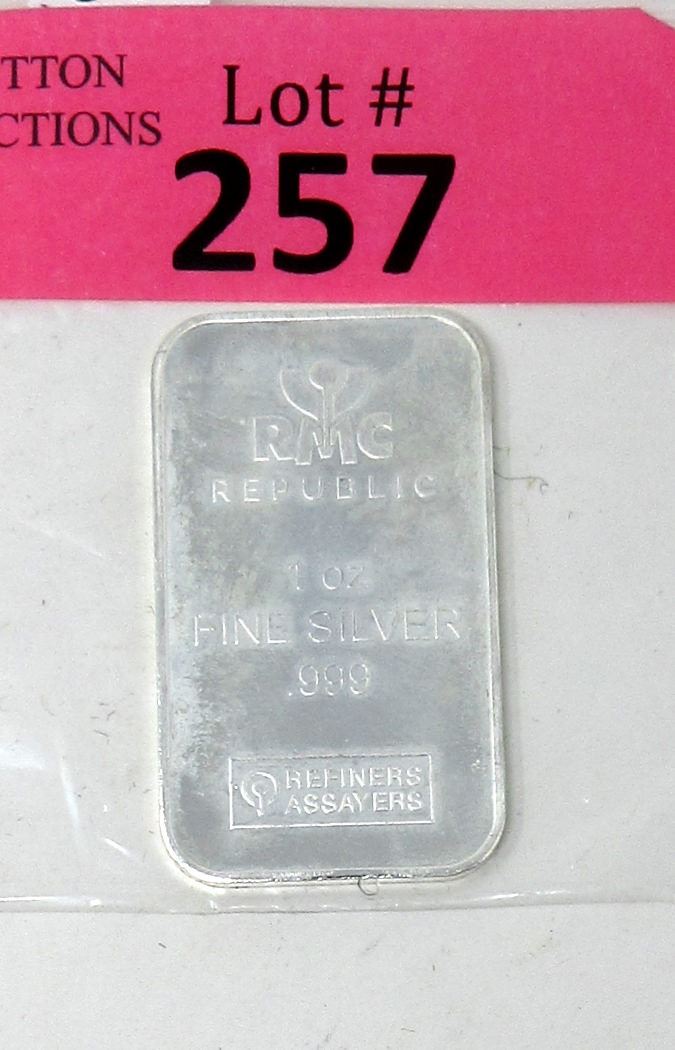 TTON
CTIONS
Lot #
257
RMC
REPUBLIC
1 oz
FINE SILVER
.999
REFINERS
ASSAYERS